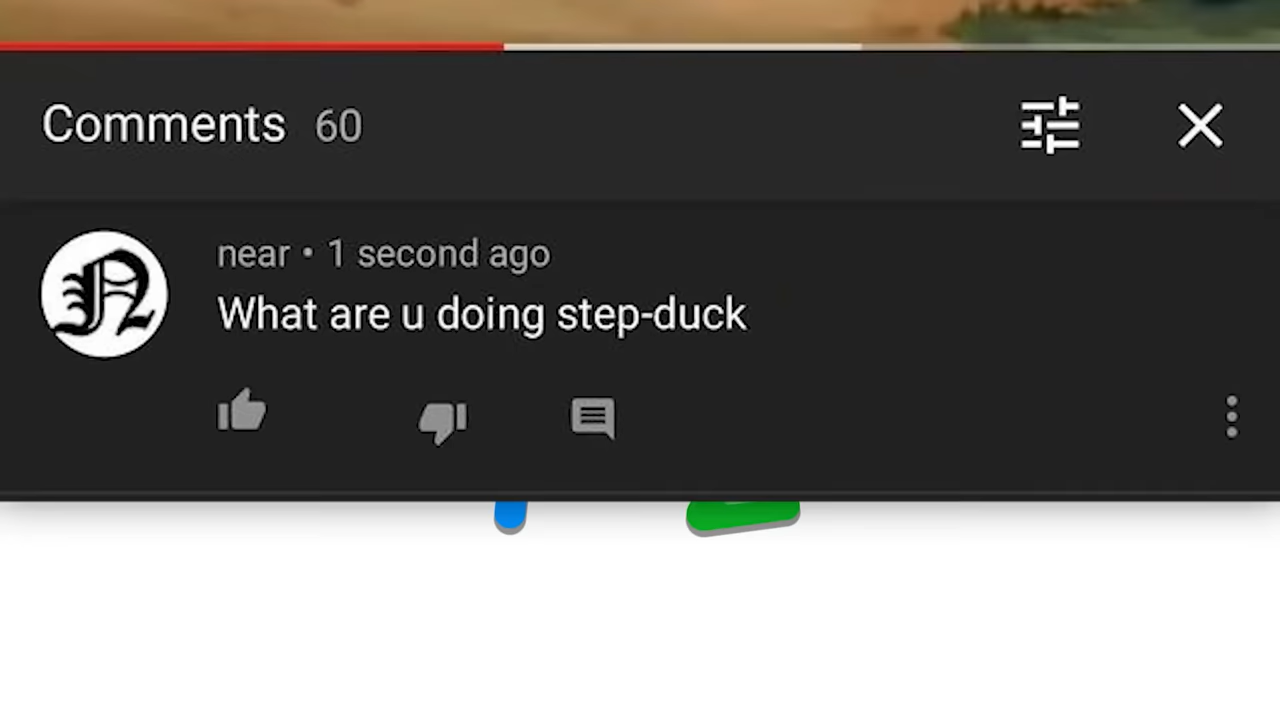 Comments 60
near • 1 second ago
What are u doing step-duck